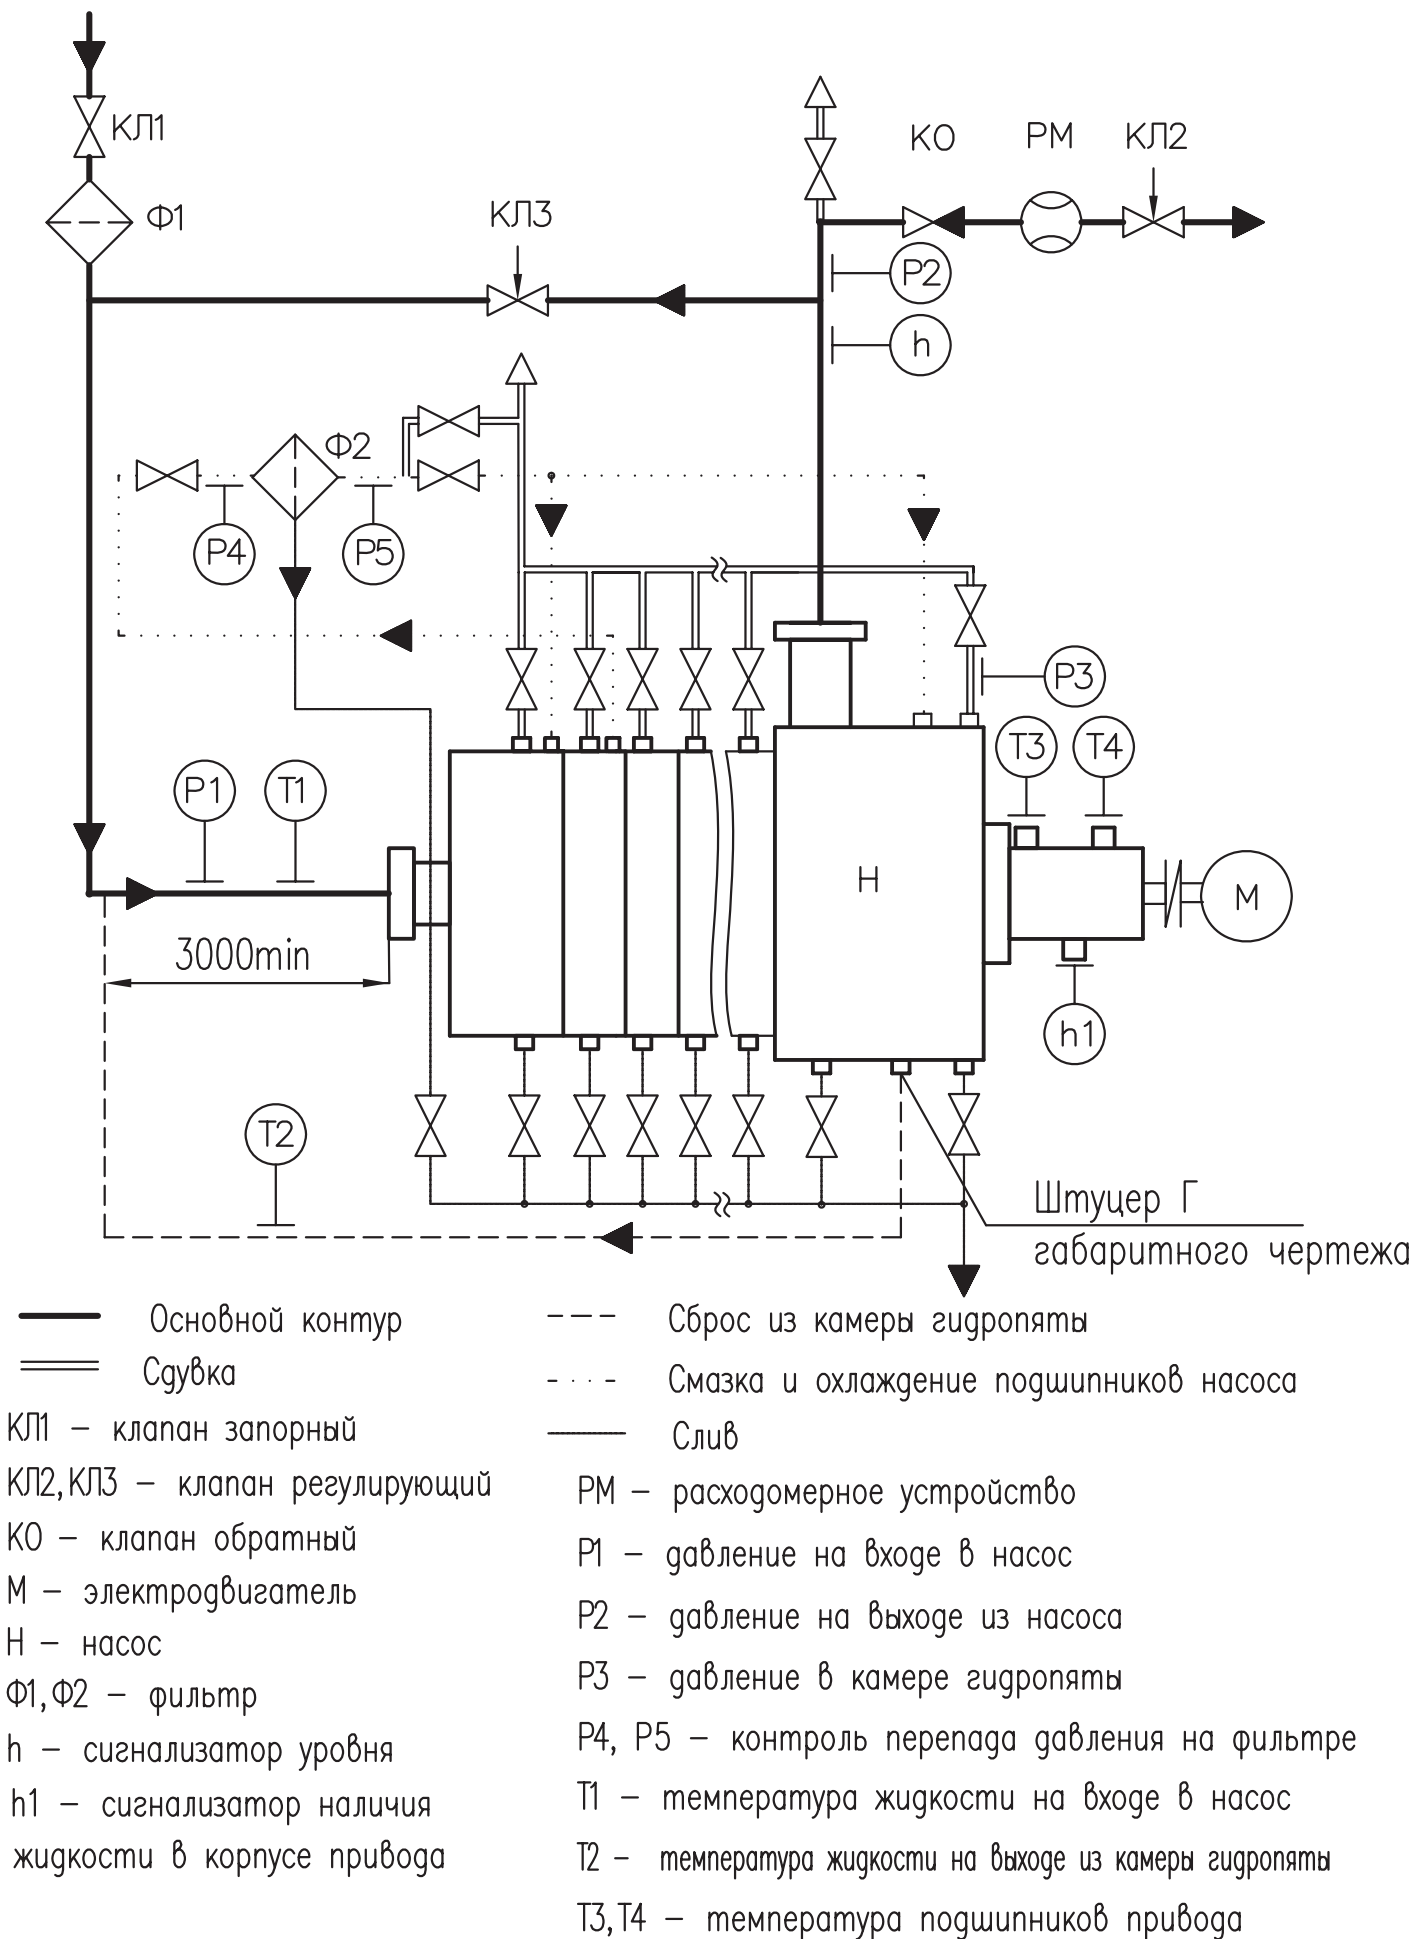 КЛ1
КО
РМ
КЛ2
Ф1
КЛ3
Р2
h
Ф2
Р4
Р5
Р3
Т3
Т4
Р1
Т1
Н
М
3000min
h1
Т2
Штуцер Г
габаритного чертежа
Основной контур
Сдувка
КЛ1 – клапан запорный
КЛ2,КЛ3 – клапан регулирующий
КО – клапан обратный
М – электродвигатель
Н – насос
Ф1,Ф2 – фильтр
h – сигнализатор уровня
h1 – сигнализатор наличия
жидкости в корпусе привода
Сброс из камеры гидропяты
Смазка и охлаждение подшипников насоса
Слив
РМ – расходомерное устройство
Р1 – давление на входе в насос
Р2 – давление на выходе из насоса
Р3 – давление в камере гидропяты
Р4, Р5 – контроль перепада давления на фильтре
Т1 – температура жидкости на входе в насос
Т2 – температура жидкости на выходе из камеры гидропяты
Т3,Т4 – температура подшипников привода